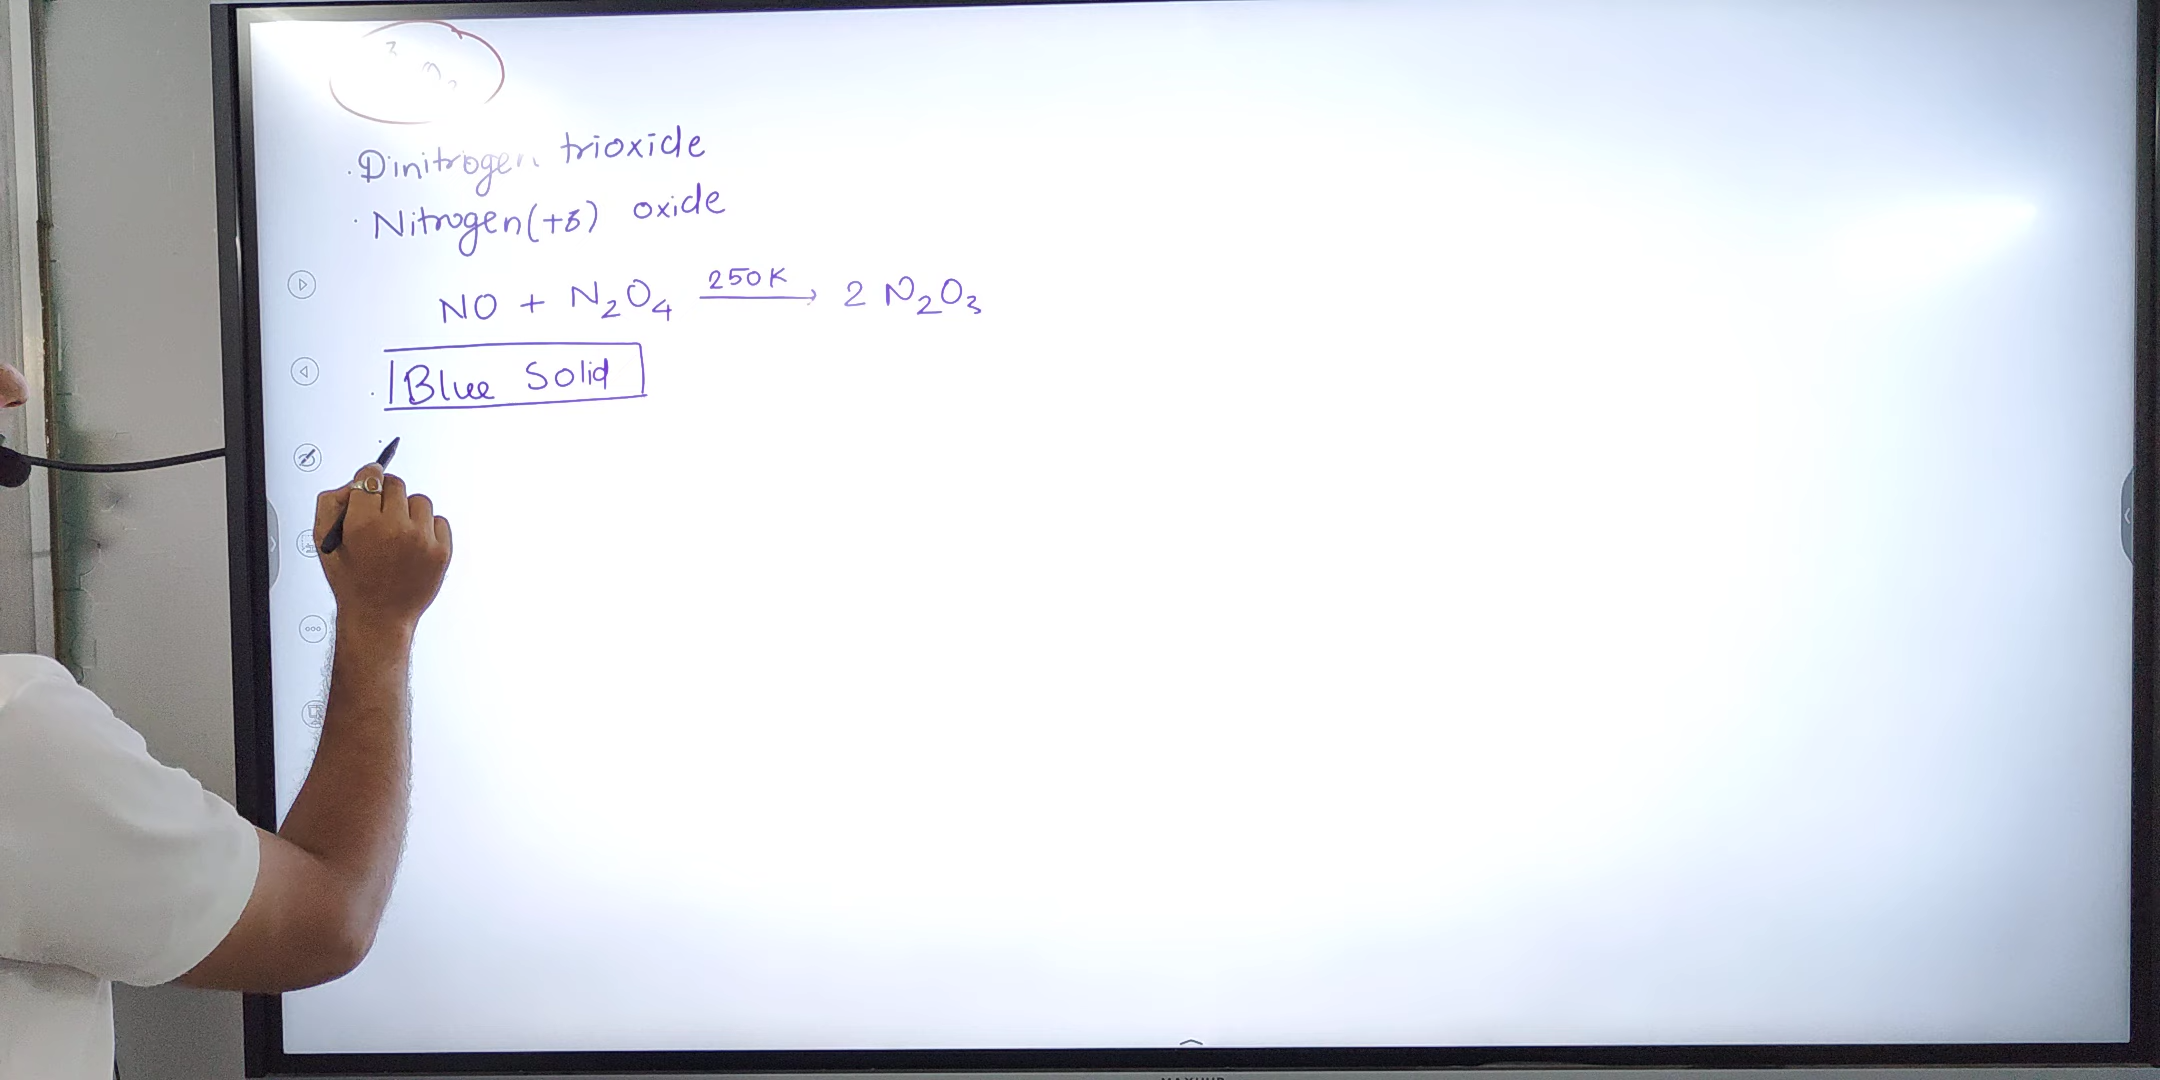 Dinitrogen trioxide
Nitrogen(+3) oxide
NO + N₂O₄ 250K → 2 N₂O₃
Blue Solid